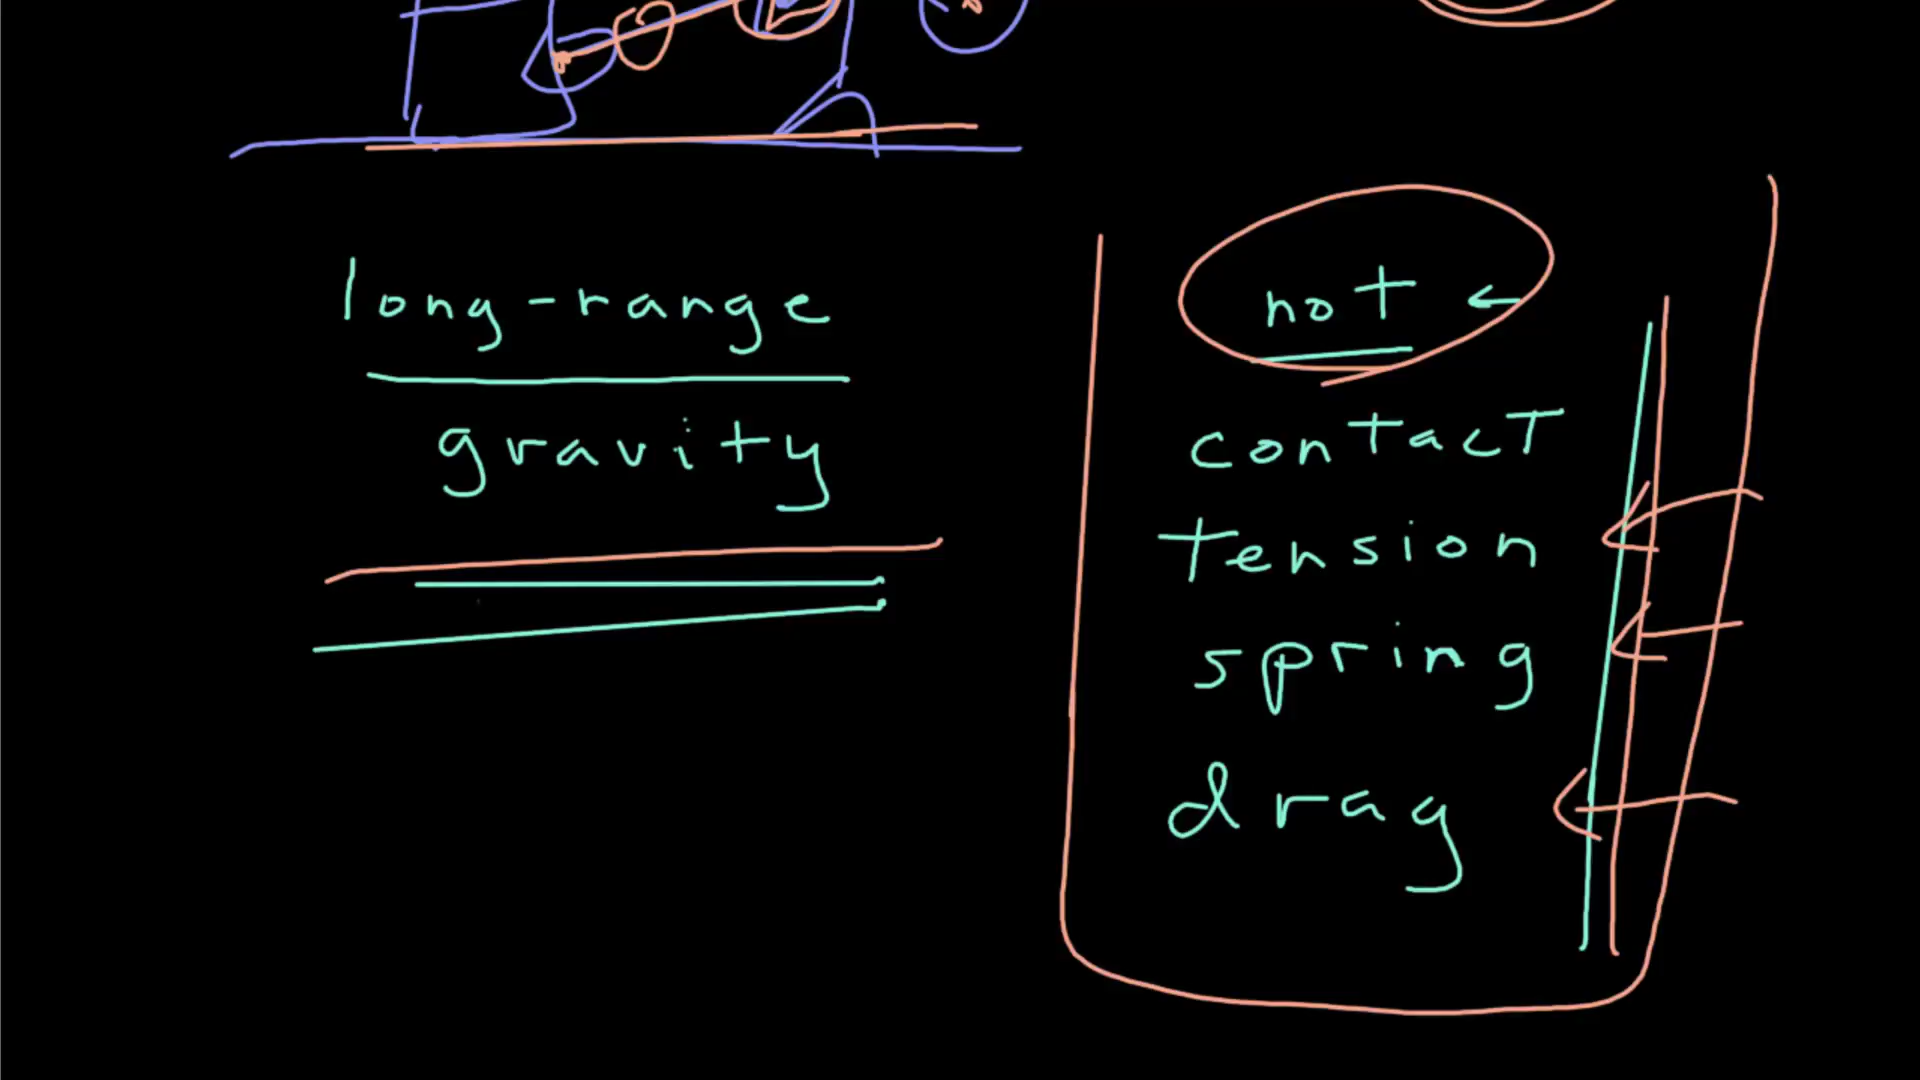 long-range
gravity
not
contact
tension
spring
drag